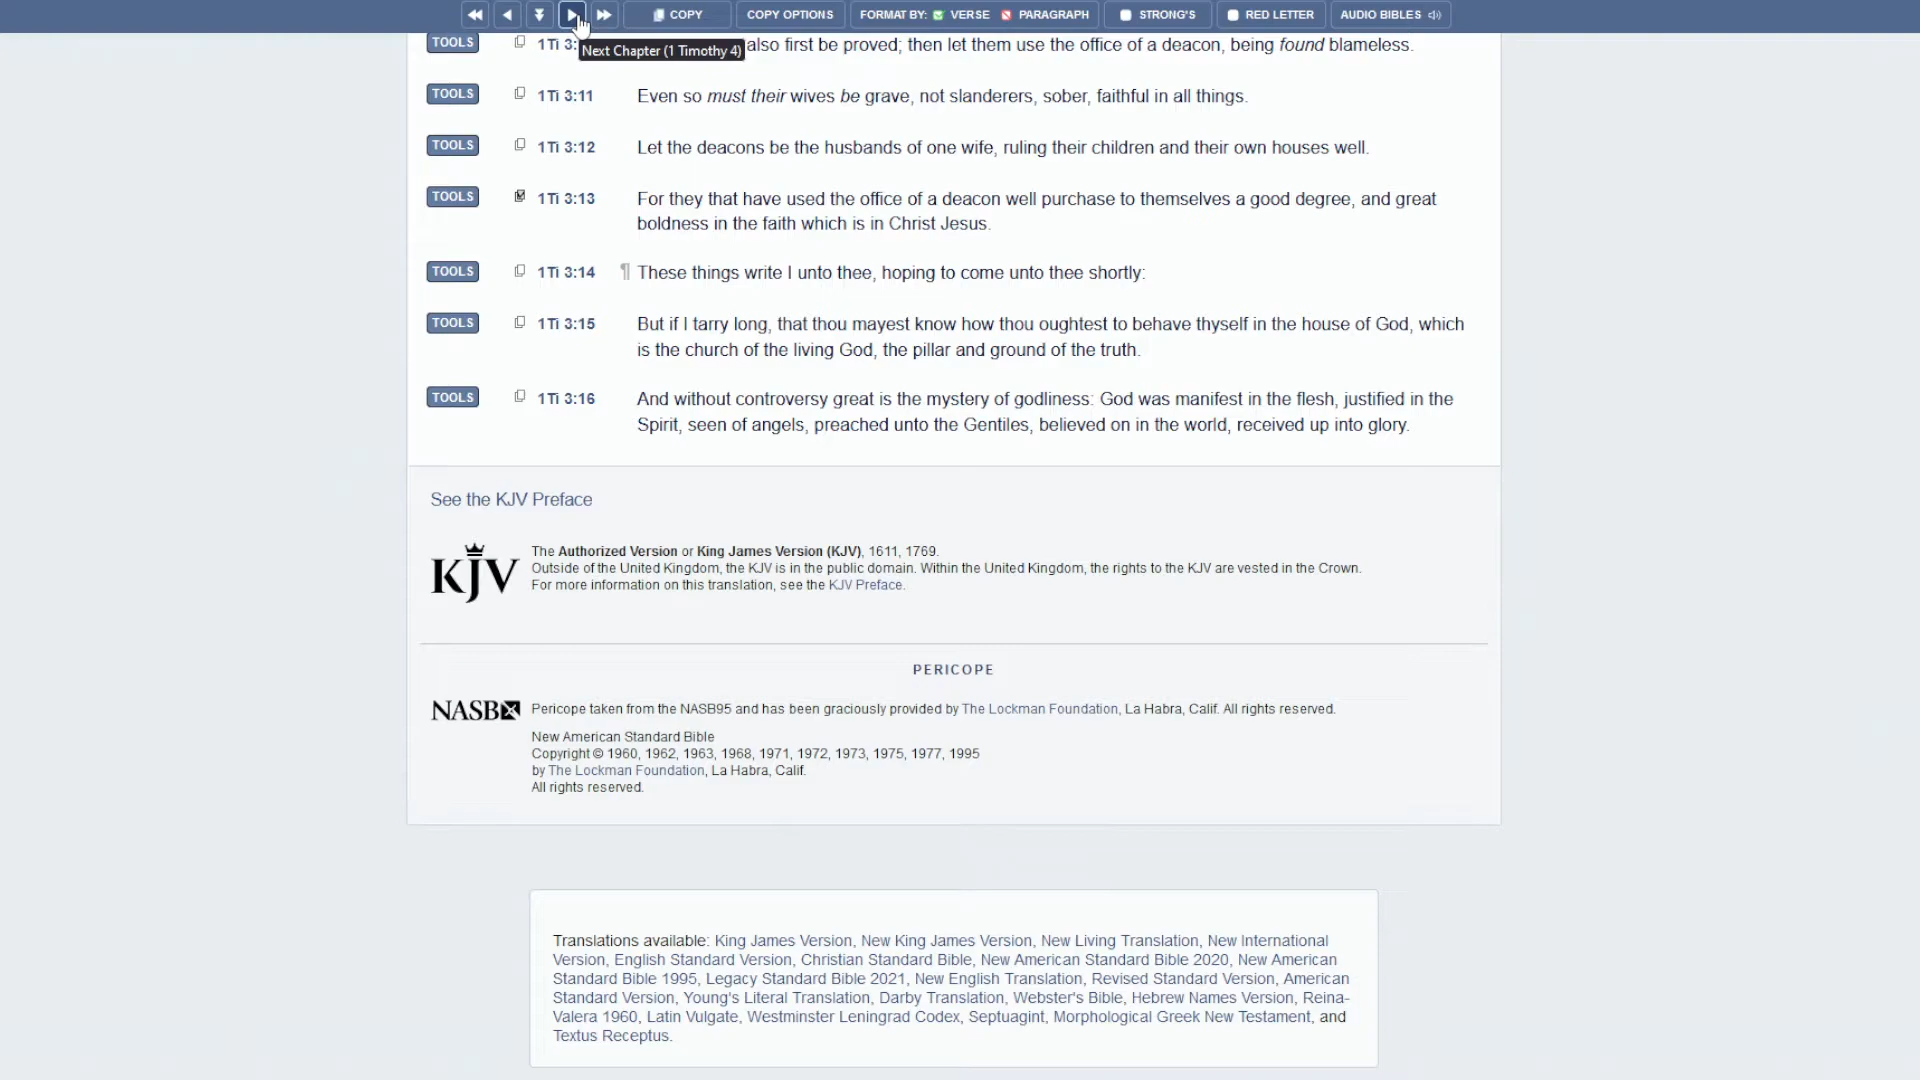 COPY COPY OPTIONS FORMAT BY: VERSE PARAGRAPH STRONG'S RED LETTER AUDIO BIBLES
Next Chapter (1 Timothy 4)
TOOLS 1Ti 3: also first be proved; then let them use the office of a deacon, being found blameless.
TOOLS 1Ti 3:11 Even so must their wives be grave, not slanderers, sober, faithful in all things.
TOOLS 1Ti 3:12 Let the deacons be the husbands of one wife, ruling their children and their own houses well.
TOOLS 1Ti 3:13 For they that have used the office of a deacon well purchase to themselves a good degree, and great
boldness in the faith which is in Christ Jesus.
TOOLS 1Ti 3:14 ¶ These things write I unto thee, hoping to come unto thee shortly:
TOOLS 1Ti 3:15 But if I tarry long, that thou mayest know how thou oughtest to behave thyself in the house of God, which
is the church of the living God, the pillar and ground of the truth.
TOOLS 1Ti 3:16 And without controversy great is the mystery of godliness: God was manifest in the flesh, justified in the
Spirit, seen of angels, preached unto the Gentiles, believed on in the world, received up into glory.
See the KJV Preface
KJV
The Authorized Version or King James Version (KJV), 1611, 1769.
Outside of the United Kingdom, the KJV is in the public domain. Within the United Kingdom, the rights to the KJV are vested in the Crown.
For more information on this translation, see the KJV Preface.
PERICOPE
NASB Pericope taken from the NASB95 and has been graciously provided by The Lockman Foundation, La Habra, Calif. All rights reserved.
New American Standard Bible
Copyright © 1960, 1962, 1963, 1968, 1971, 1972, 1973, 1975, 1977, 1995
by The Lockman Foundation, La Habra, Calif.
All rights reserved.
Translations available: King James Version, New King James Version, New Living Translation, New International
Version, English Standard Version, Christian Standard Bible, New American Standard Bible 2020, New American
Standard Bible 1995, Legacy Standard Bible 2021, New English Translation, Revised Standard Version, American
Standard Version, Young's Literal Translation, Darby Translation, Webster's Bible, Hebrew Names Version, Reina-
Valera 1960, Latin Vulgate, Westminster Leningrad Codex, Septuagint, Morphological Greek New Testament, and
Textus Receptus.